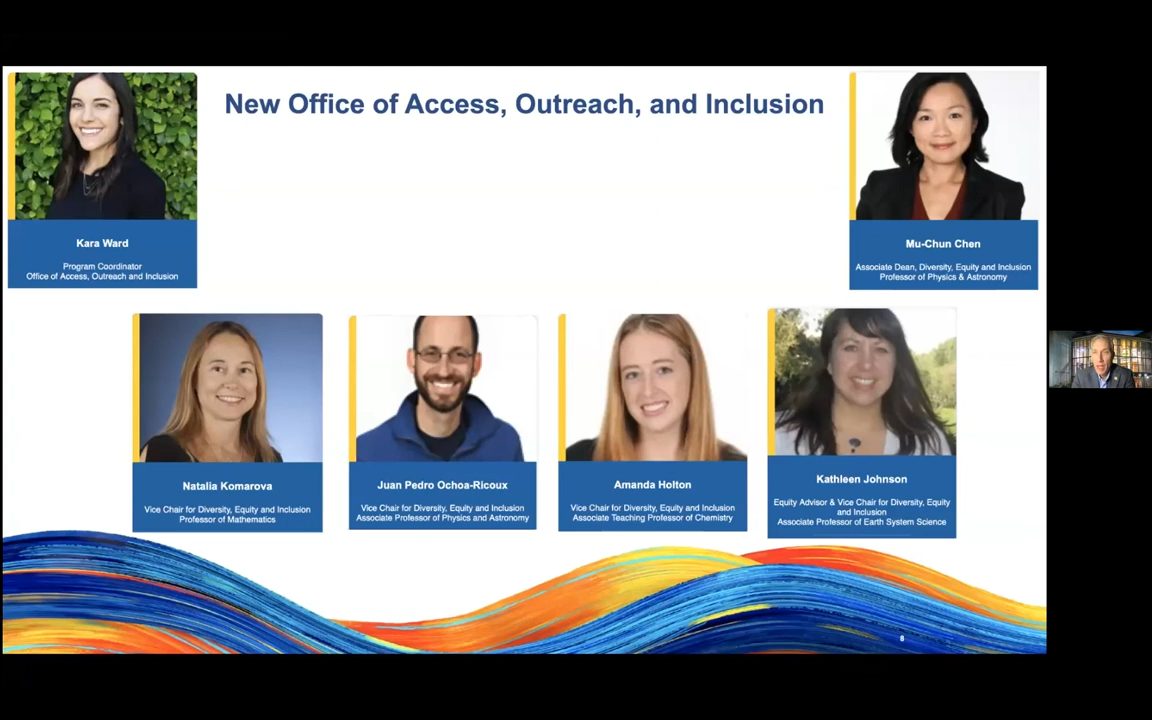 New Office of Access, Outreach, and Inclusion
Kara Ward
Program Coordinator
Office of Access, Outreach and Inclusion
Mu-Chun Chen
Associate Dean, Diversity, Equity and Inclusion
Professor of Physics & Astronomy
Natalia Komarova
Vice Chair for Diversity, Equity and Inclusion
Professor of Mathematics
Juan Pedro Ochoa-Ricoux
Vice Chair for Diversity, Equity and Inclusion
Associate Professor of Physics and Astronomy
Amanda Holton
Vice Chair for Diversity, Equity and Inclusion
Associate Teaching Professor of Chemistry
Kathleen Johnson
Equity Advisor & Vice Chair for Diversity, Equity
and Inclusion
Associate Professor of Earth System Science
8